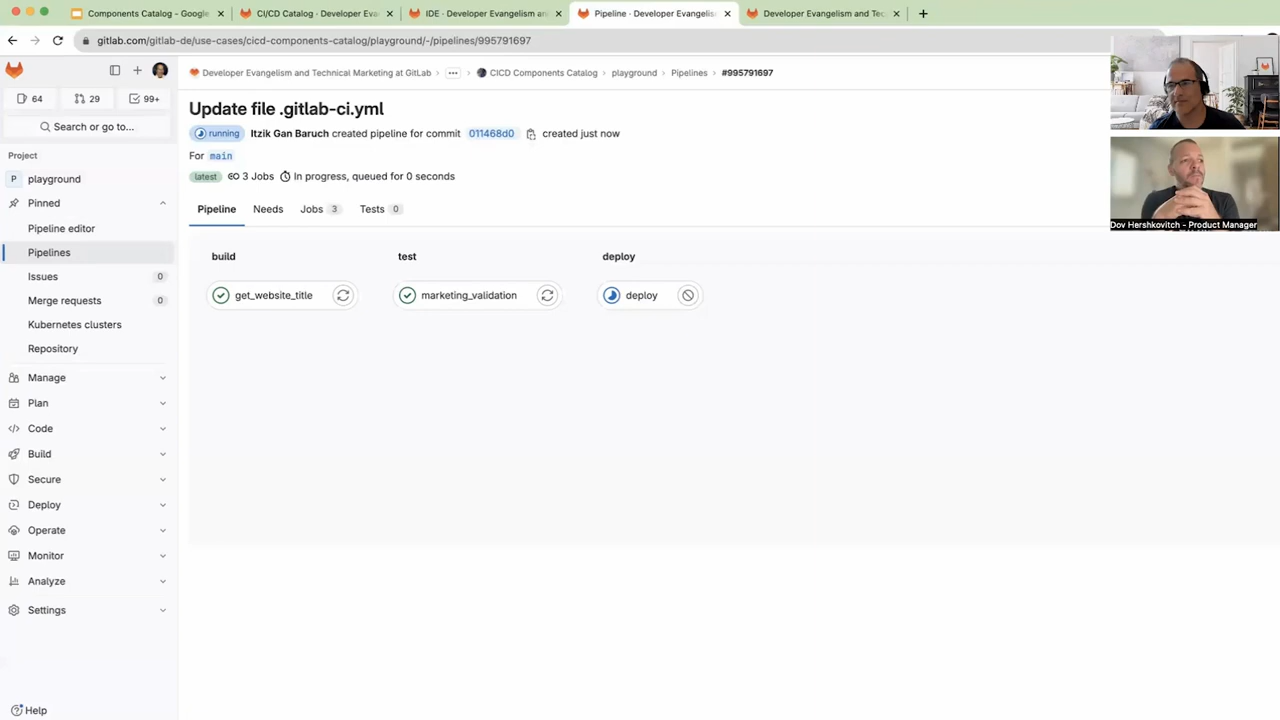 Components Catalog - Google
CI/CD Catalog · Developer Eva
IDE · Developer Evangelism an
Pipeline · Developer Evangelis
Developer Evangelism and Tec
gitlab.com/gitlab-de/use-cases/cicd-components-catalog/playground/-/pipelines/995791697
64
29
99+
Search or go to...
Project
P playground
Pinned
Pipeline editor
Pipelines
Issues 0
Merge requests 0
Kubernetes clusters
Repository
Manage
Plan
Code
Build
Secure
Deploy
Operate
Monitor
Analyze
Settings
Help
Developer Evangelism and Technical Marketing at GitLab ... CICD Components Catalog playground Pipelines #995791697
Update file .gitlab-ci.yml
running Itzik Gan Baruch created pipeline for commit 011468d0 created just now
For main
latest 3 Jobs In progress, queued for 0 seconds
Pipeline Needs Jobs 3 Tests 0
build test deploy
get_website_title marketing_validation deploy
Dov Hershkovitch - Product Manager